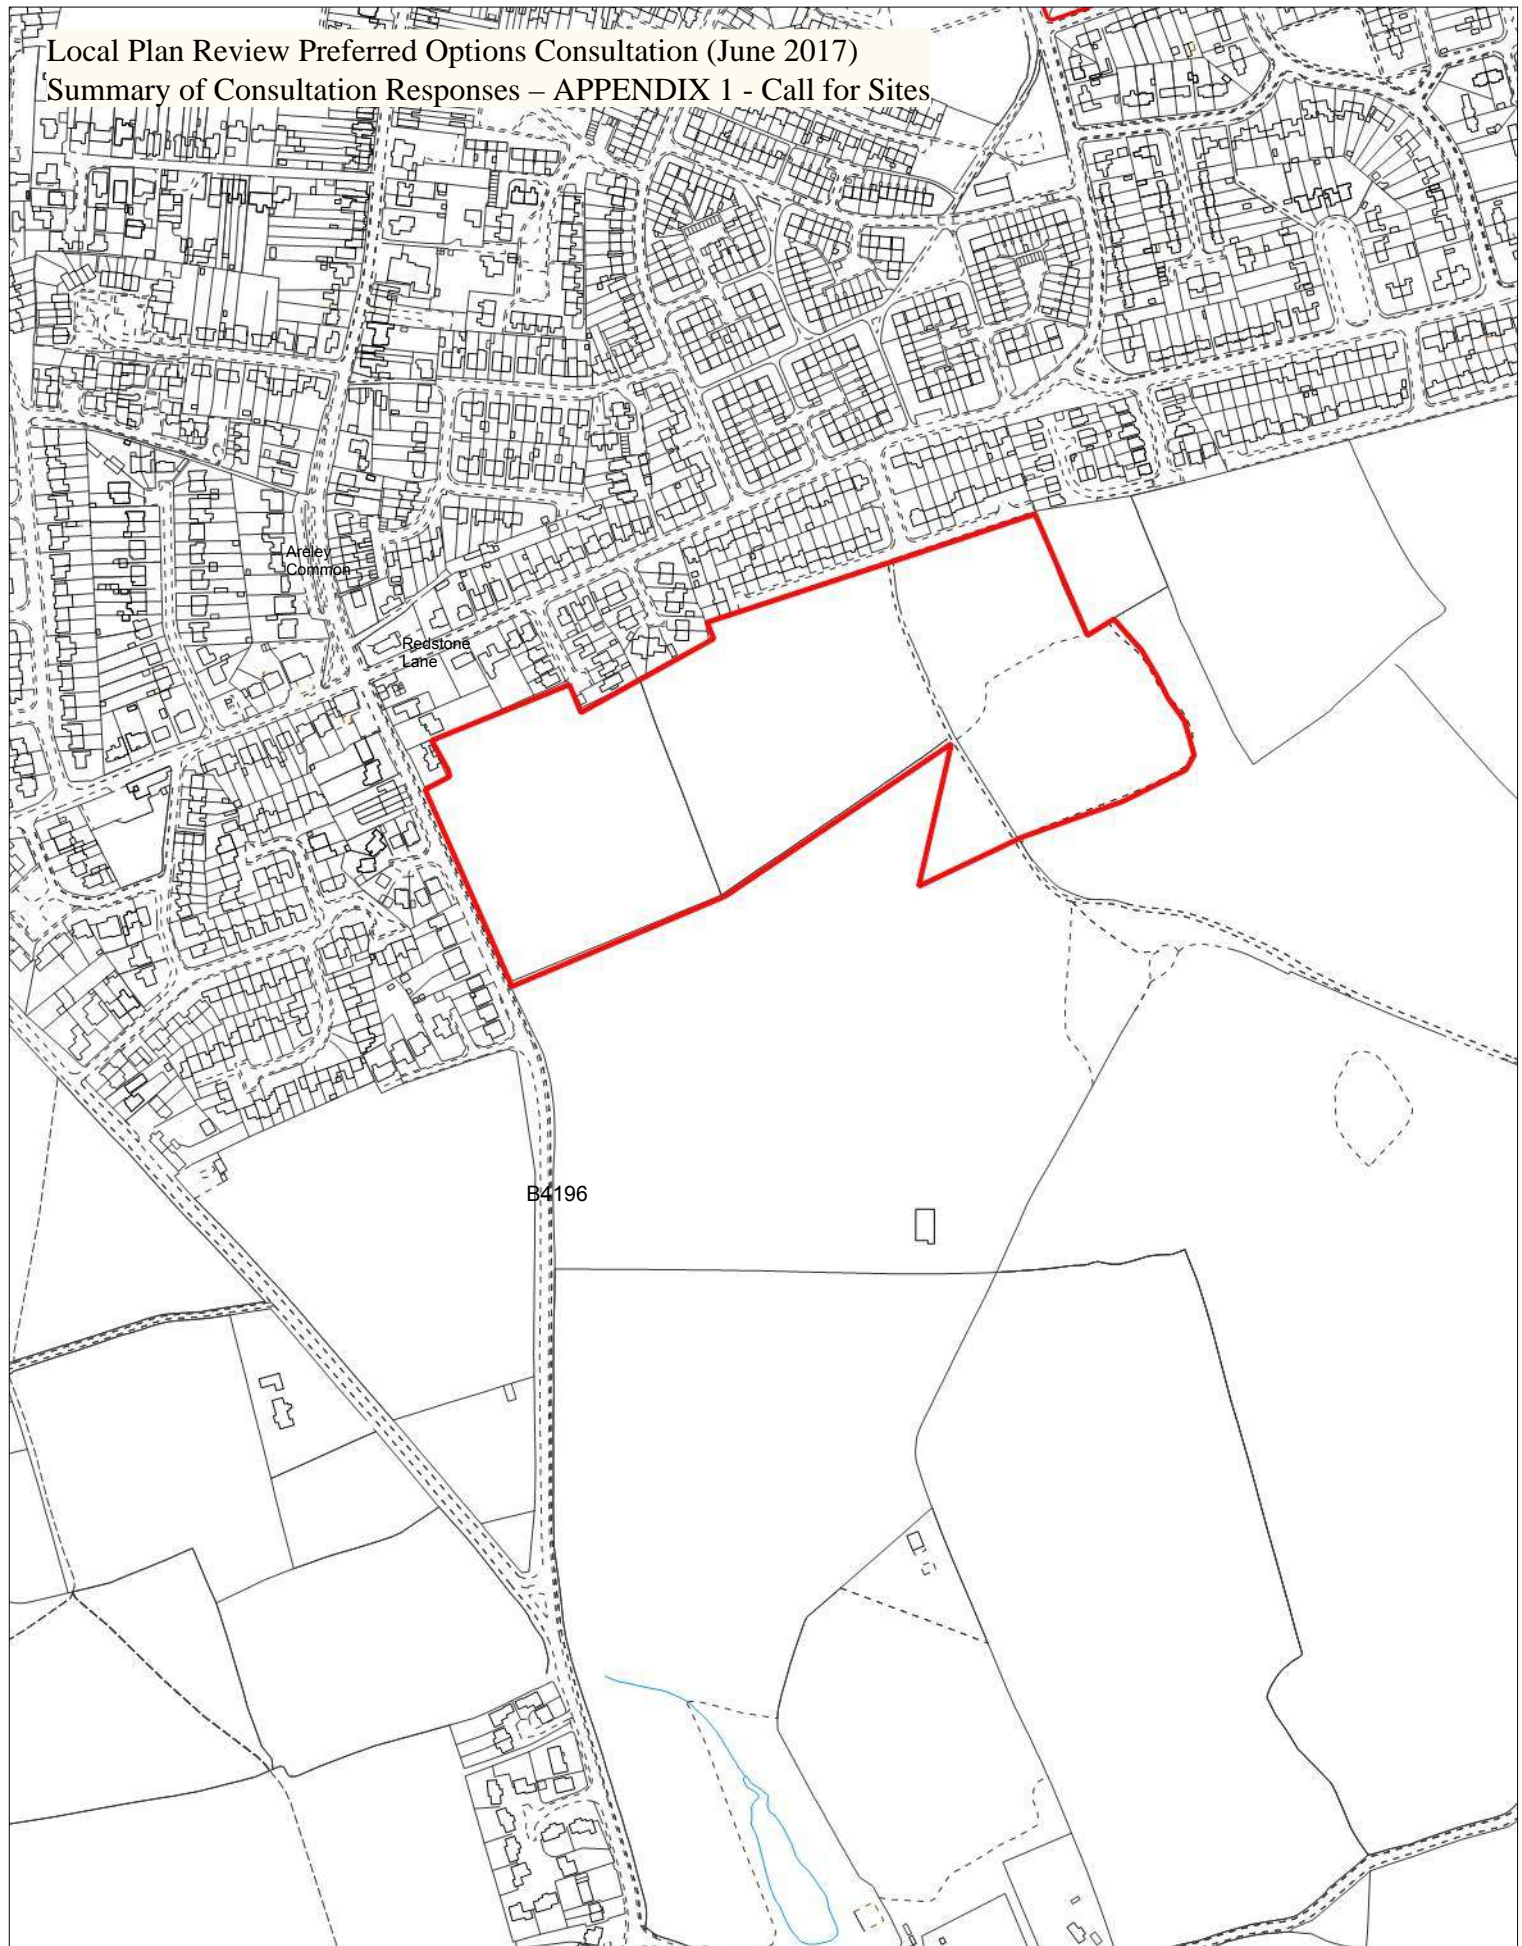 Local Plan Review Preferred Options Consultation (June 2017)
Summary of Consultation Responses – APPENDIX 1 - Call for Sites
Areley
Common
Redstone
Lane
B4196